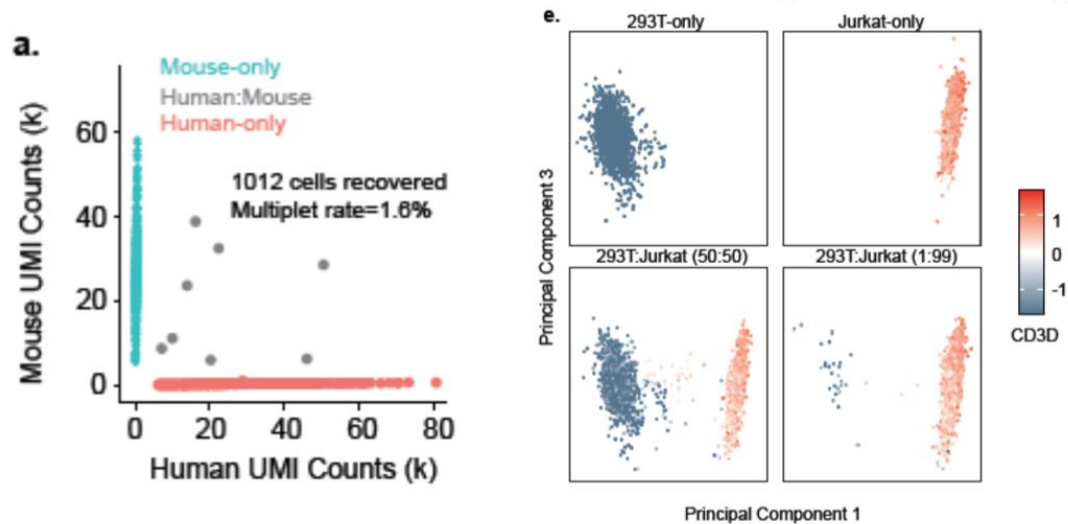 a.
Mouse-only
Human:Mouse
Human-only
1012 cells recovered
Multiplet rate=1.6%
Mouse UMI Counts (k)
60
40
20
0
0 20 40 60 80
Human UMI Counts (k)
e.
293T-only Jurkat-only
293T:Jurkat (50:50) 293T:Jurkat (1:99)
Principal Component 3
Principal Component 1
1
0
-1
CD3D